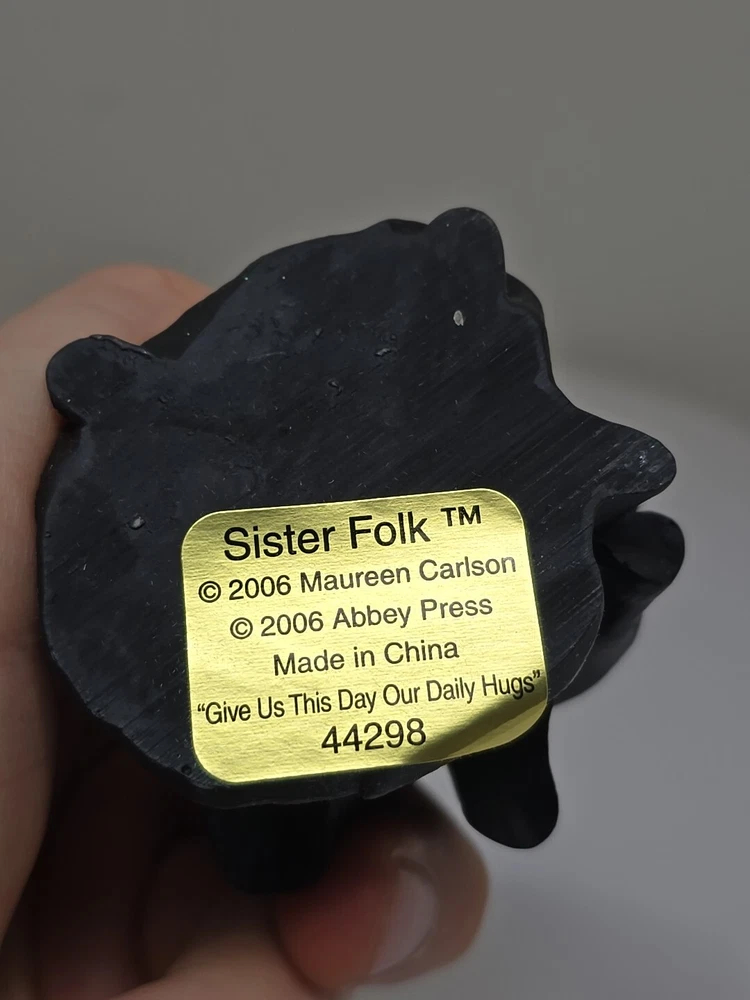 Sister Folk ™
© 2006 Maureen Carlson
© 2006 Abbey Press
Made in China
“Give Us This Day Our Daily Hugs”
44298